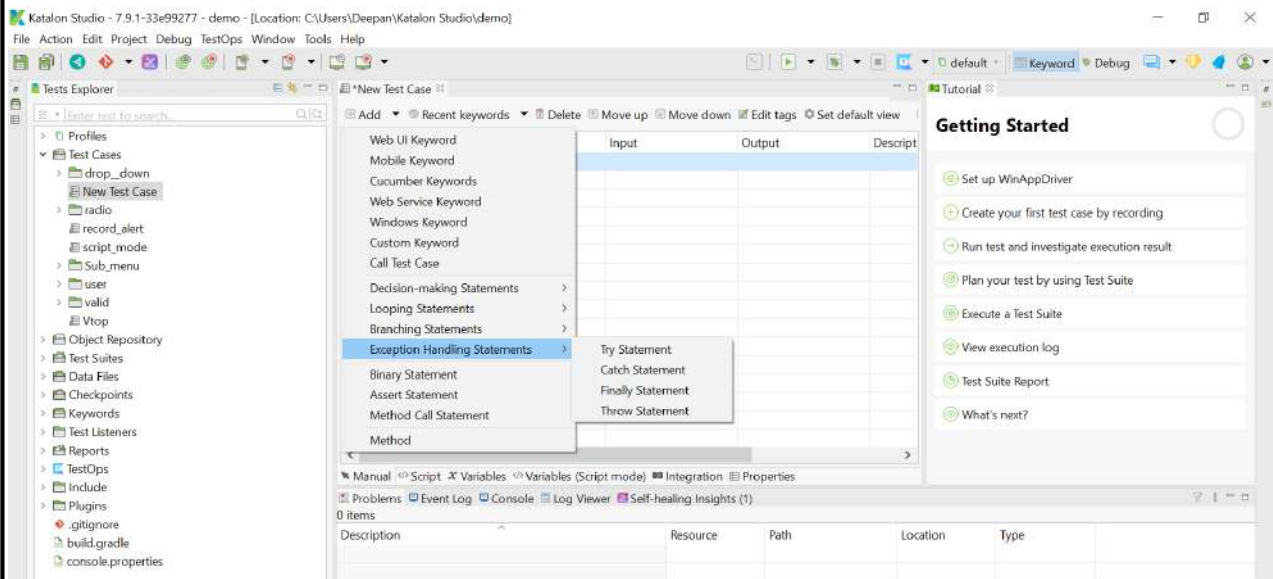 Katalon Studio - 7.9.1-33e99277 - demo - [Location: C:\Users\Deepan\Katalon Studio\demo]
File Action Edit Project Debug TestOps Window Tools Help
default Keyword Debug
Tests Explorer
Enter text to search...
Profiles
Test Cases
drop_down
New Test Case
radio
record_alert
script_mode
Sub_menu
user
valid
Vtop
Object Repository
Test Suites
Data Files
Checkpoints
Keywords
Test Listeners
Reports
TestOps
Include
Plugins
.gitignore
build.gradle
console.properties
*New Test Case
Add Recent keywords Delete Move up Move down Edit tags Set default view
Input Output Descript
Web UI Keyword
Mobile Keyword
Cucumber Keywords
Web Service Keyword
Windows Keyword
Custom Keyword
Call Test Case
Decision-making Statements
Looping Statements
Branching Statements
Exception Handling Statements
Binary Statement
Assert Statement
Method Call Statement
Method
Try Statement
Catch Statement
Finally Statement
Throw Statement
Manual Script Variables Variables (Script mode) Integration Properties
Problems Event Log Console Log Viewer Self-healing Insights (1)
0 items
Description Resource Path Location Type
Tutorial
Getting Started
Set up WinAppDriver
Create your first test case by recording
Run test and investigate execution result
Plan your test by using Test Suite
Execute a Test Suite
View execution log
Test Suite Report
What's next?